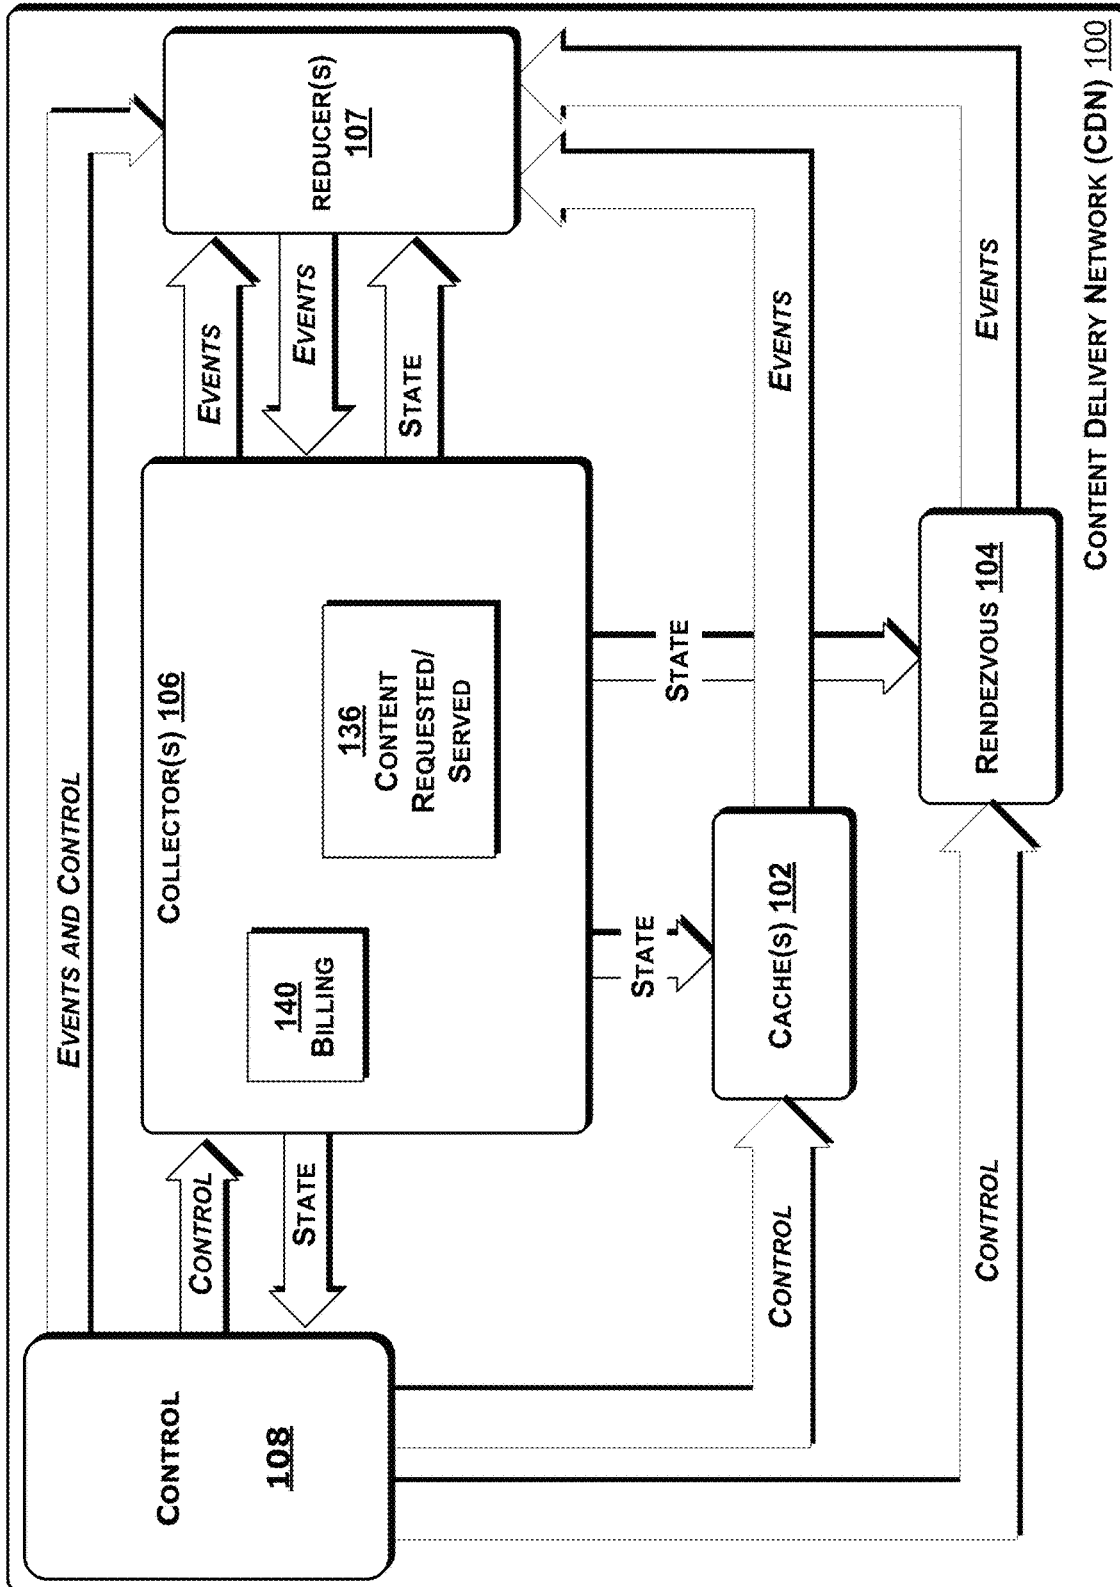 EVENTS AND CONTROL
CONTROL
108
CONTROL
STATE
COLLECTOR(S) 106
140
BILLING
136
CONTENT
REQUESTED/
SERVED
EVENTS
EVENTS
STATE
REDUCER(S)
107
STATE
STATE
CONTROL
CACHE(S) 102
EVENTS
CONTROL
RENDEZVOUS 104
EVENTS
CONTENT DELIVERY NETWORK (CDN) 100